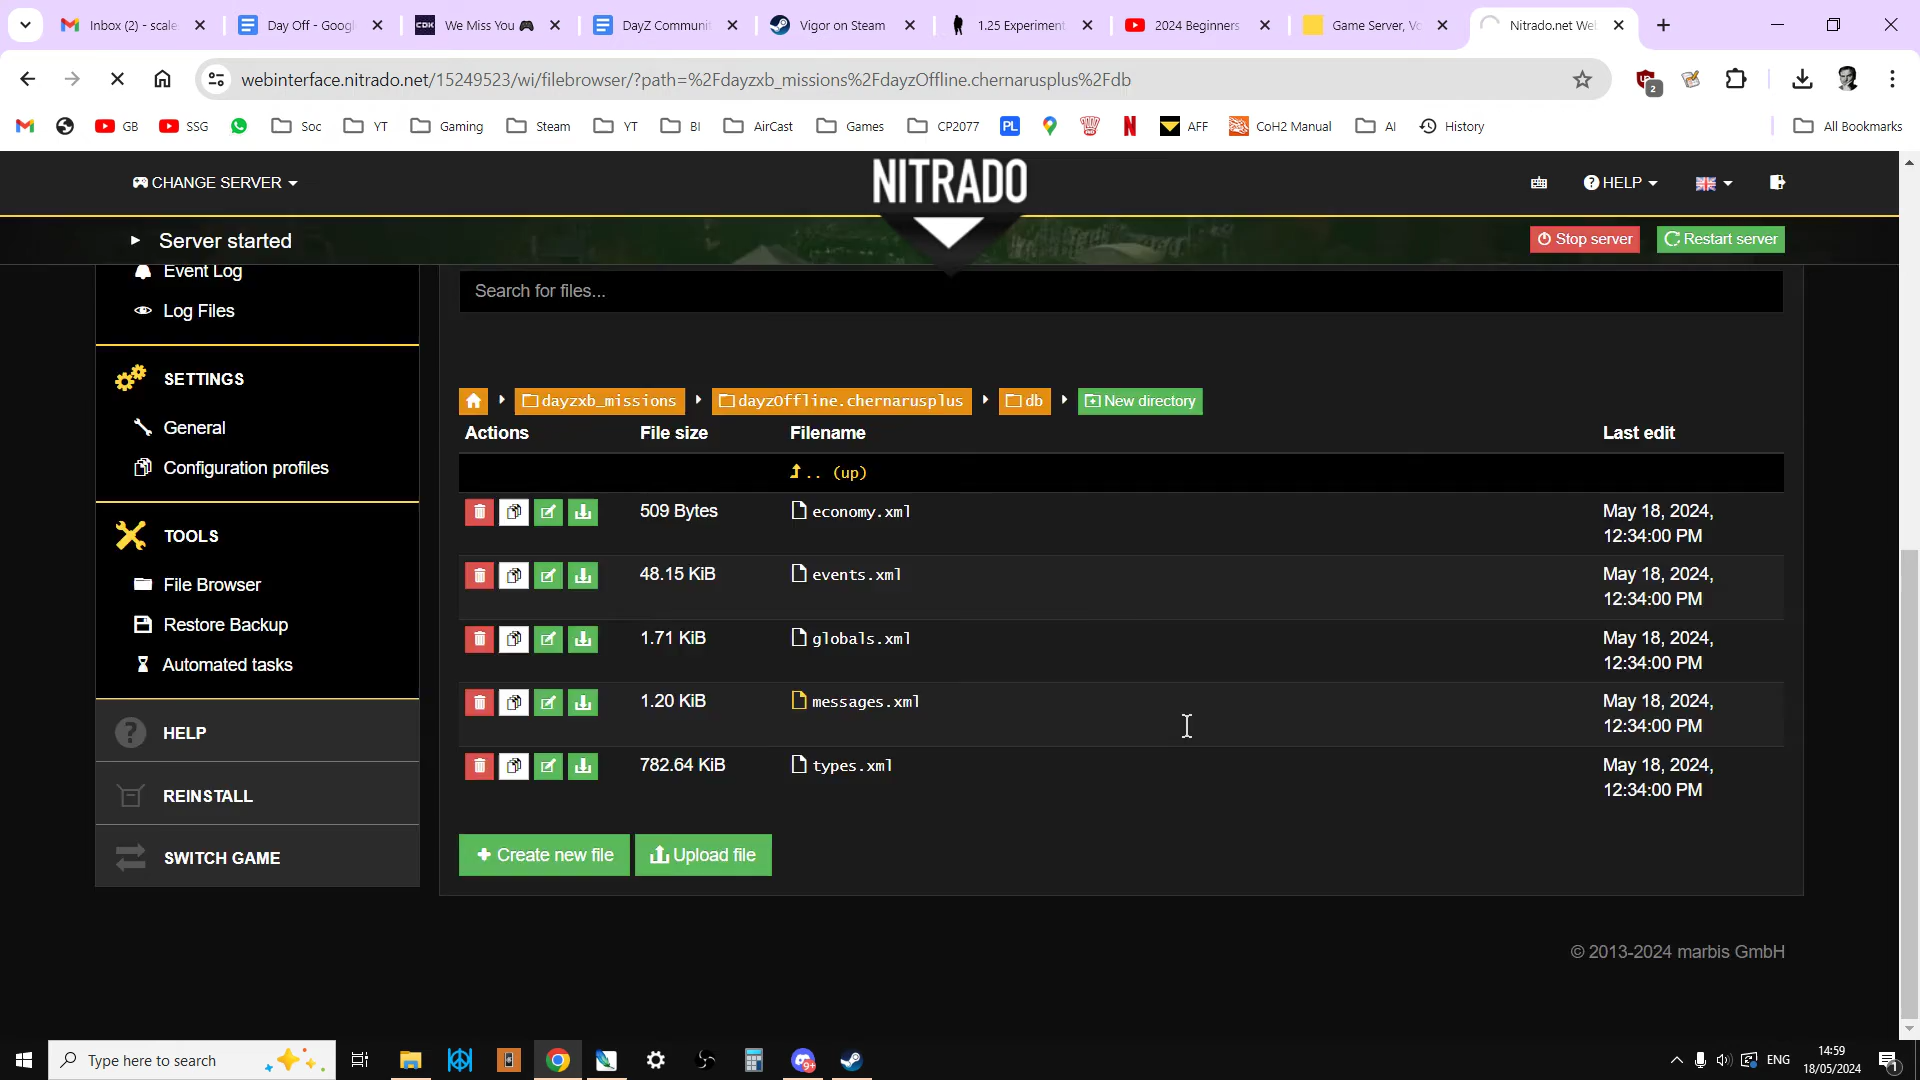 Inbox (2) - scale
Day Off - Googl
CDK
We Miss You 🎮
DayZ Communi
Vigor on Steam
1.25 Experiment
2024 Beginners
Game Server, Vo
Nitrado.net Wel
webinterface.nitrado.net/15249523/wi/filebrowser/?path=%2Fdayzxb_missions%2FdayzOffline.chernarusplus%2Fdb
2
GB
SSG
Soc
YT
Gaming
Steam
YT
BI
AirCast
Games
CP2077
PL
AFF
CoH2 Manual
AI
History
All Bookmarks
CHANGE SERVER
NITRADO
HELP
Server started
Stop server
Restart server
Event Log
Log Files
SETTINGS
General
Configuration profiles
TOOLS
File Browser
Restore Backup
Automated tasks
HELP
REINSTALL
SWITCH GAME
Search for files...
dayzxb_missions
dayzOffline.chernarusplus
db
New directory
Actions File size Filename Last edit
.. (up)
509 Bytes economy.xml May 18, 2024,
12:34:00 PM
48.15 KiB events.xml May 18, 2024,
12:34:00 PM
1.71 KiB globals.xml May 18, 2024,
12:34:00 PM
1.20 KiB messages.xml May 18, 2024,
12:34:00 PM
782.64 KiB types.xml May 18, 2024,
12:34:00 PM
Create new file
Upload file
© 2013-2024 marbis GmbH
Type here to search
9+
ENG
14:59
18/05/2024
1